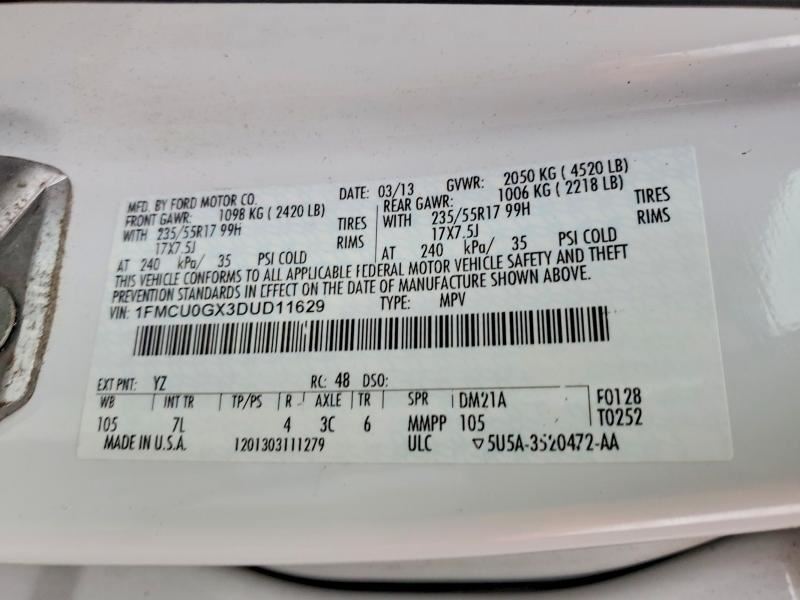 MFD. BY FORD MOTOR CO. DATE: 03/13 GVWR: 2050 KG ( 4520 LB)
FRONT GAWR: 1098 KG ( 2420 LB) REAR GAWR: 1006 KG ( 2218 LB)
WITH 235/55R17 99H TIRES WITH 235/55R17 99H TIRES
17X7.5J RIMS 17X7.5J RIMS
AT 240 kPa/ 35 PSI COLD AT 240 kPa/ 35 PSI COLD
THIS VEHICLE CONFORMS TO ALL APPLICABLE FEDERAL MOTOR VEHICLE SAFETY AND THEFT
PREVENTION STANDARDS IN EFFECT ON THE DATE OF MANUFACTURE SHOWN ABOVE.
VIN: 1FMCU0GX3DUD11629 TYPE: MPV
EXT PNT: YZ RC: 48 DSO:
WB INT TR TP/PS R AXLE TR SPR DM21A F0128
105 7L 4 3C 6 MMPP 105 T0252
MADE IN U.S.A. 1201303111279 ULC ▽5U5A-3520472-AA